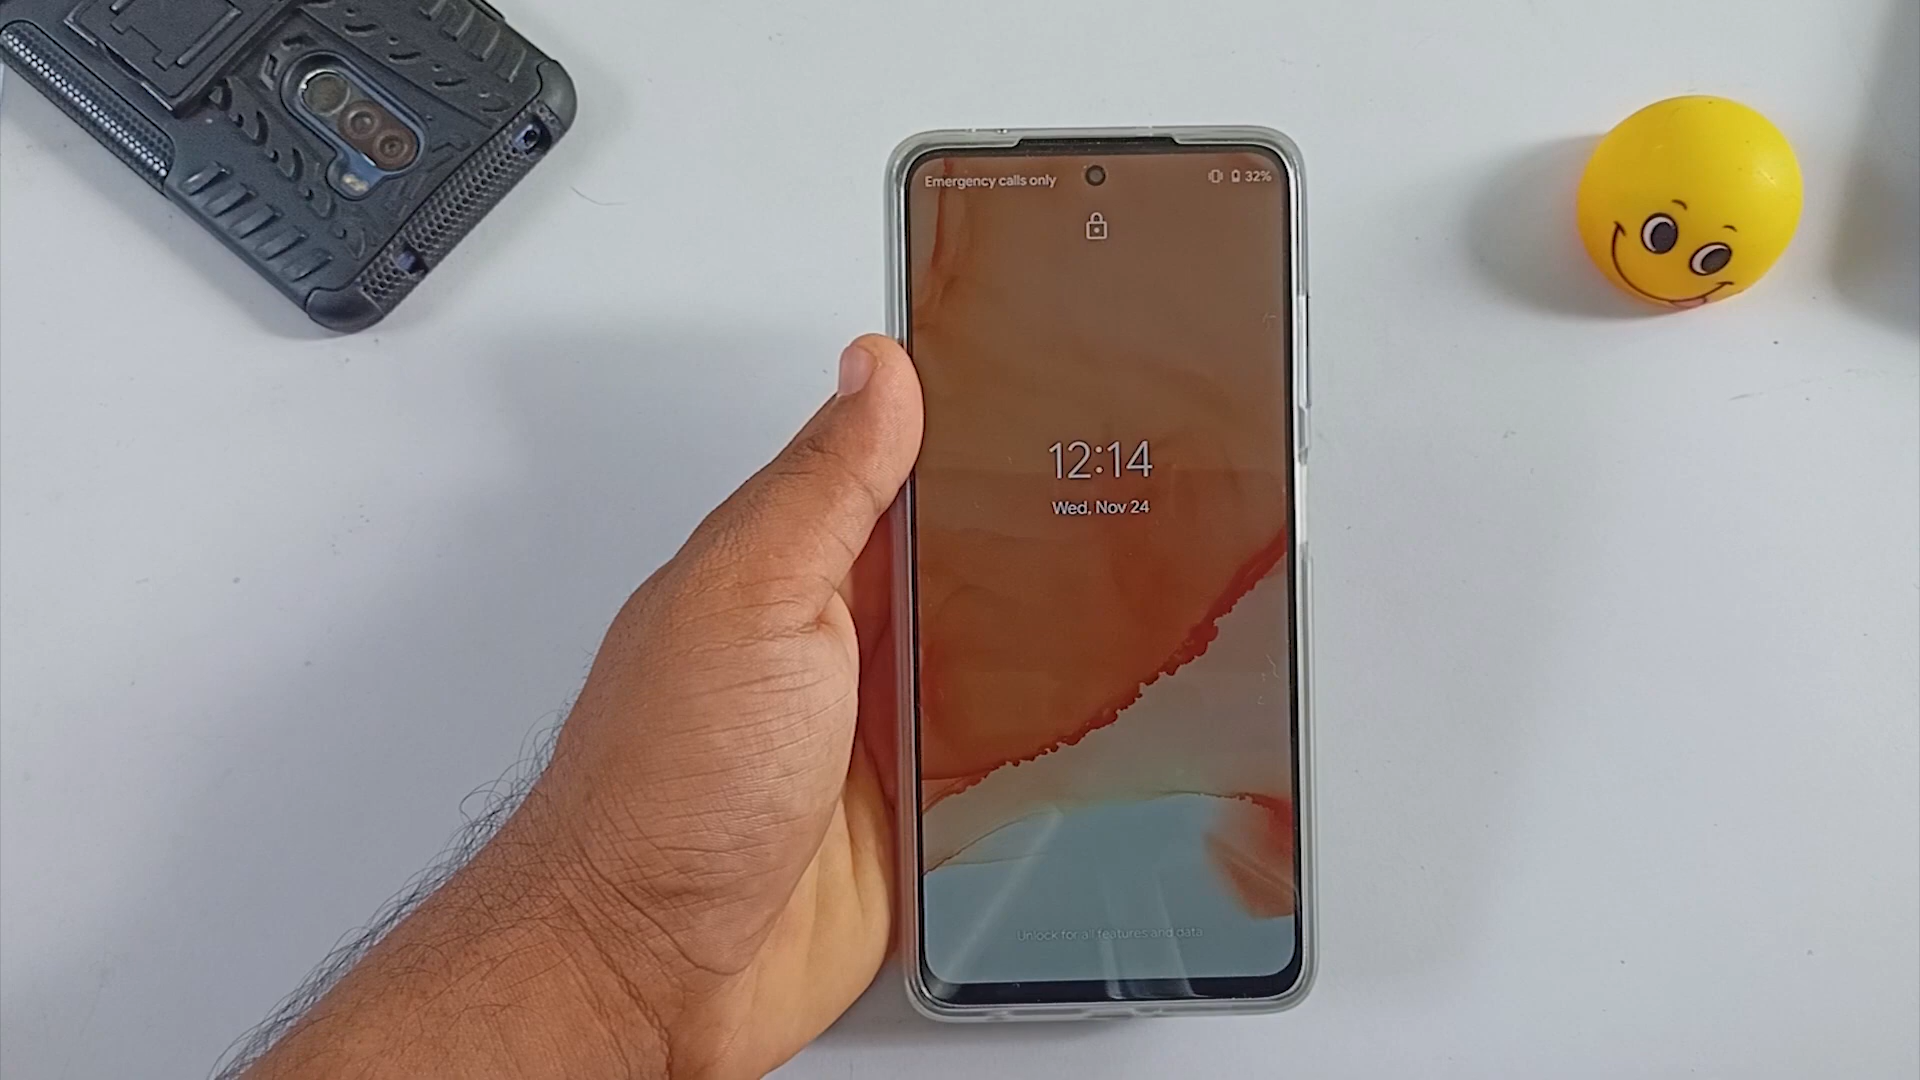 Emergency calls only
32%
12:14
Wed, Nov 24
Unlock for all features and data